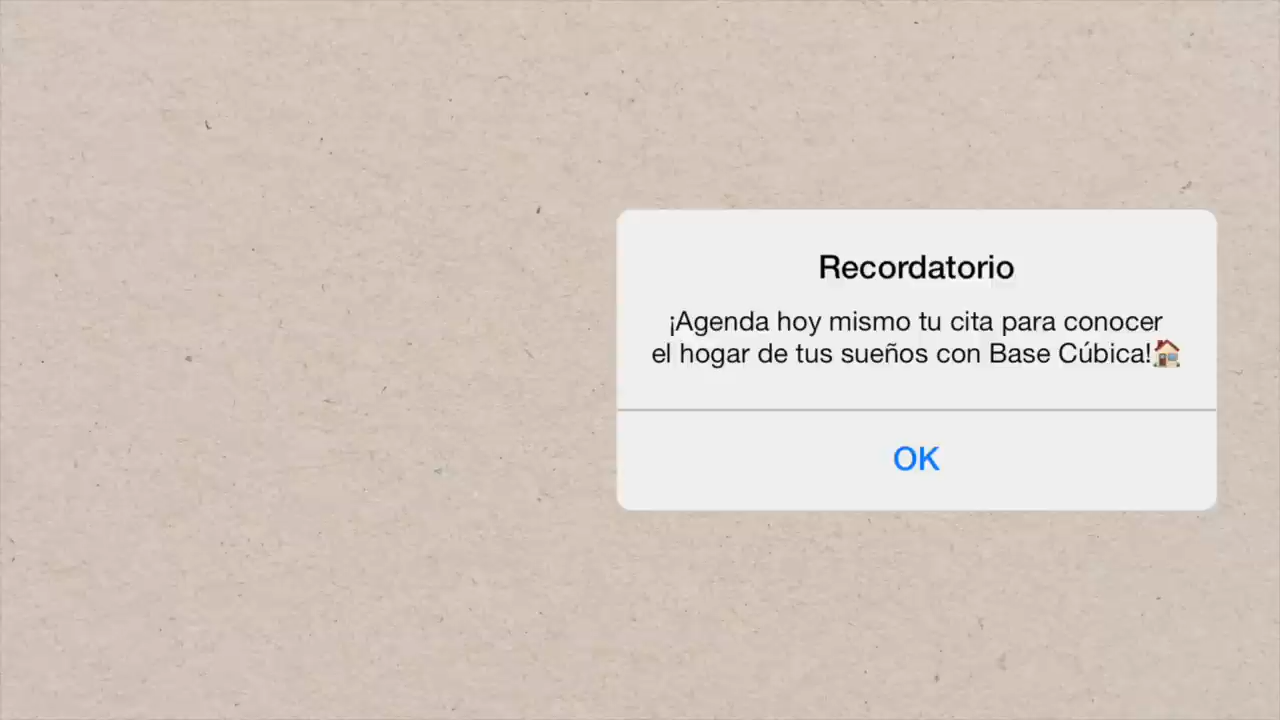 Recordatorio
¡Agenda hoy mismo tu cita para conocer
el hogar de tus sueños con Base Cúbica!🏠
OK